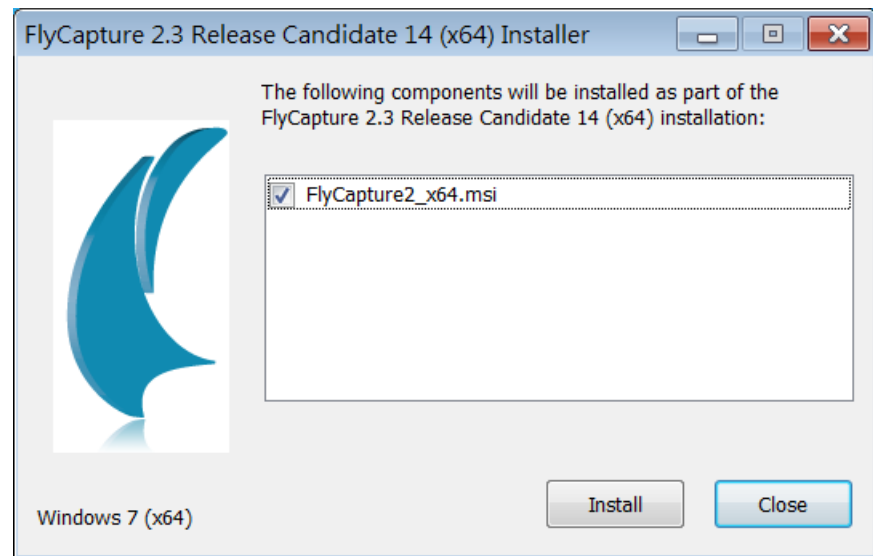 FlyCapture 2.3 Release Candidate 14 (x64) Installer
The following components will be installed as part of the
FlyCapture 2.3 Release Candidate 14 (x64) installation:
FlyCapture2_x64.msi
Windows 7 (x64)
Install
Close